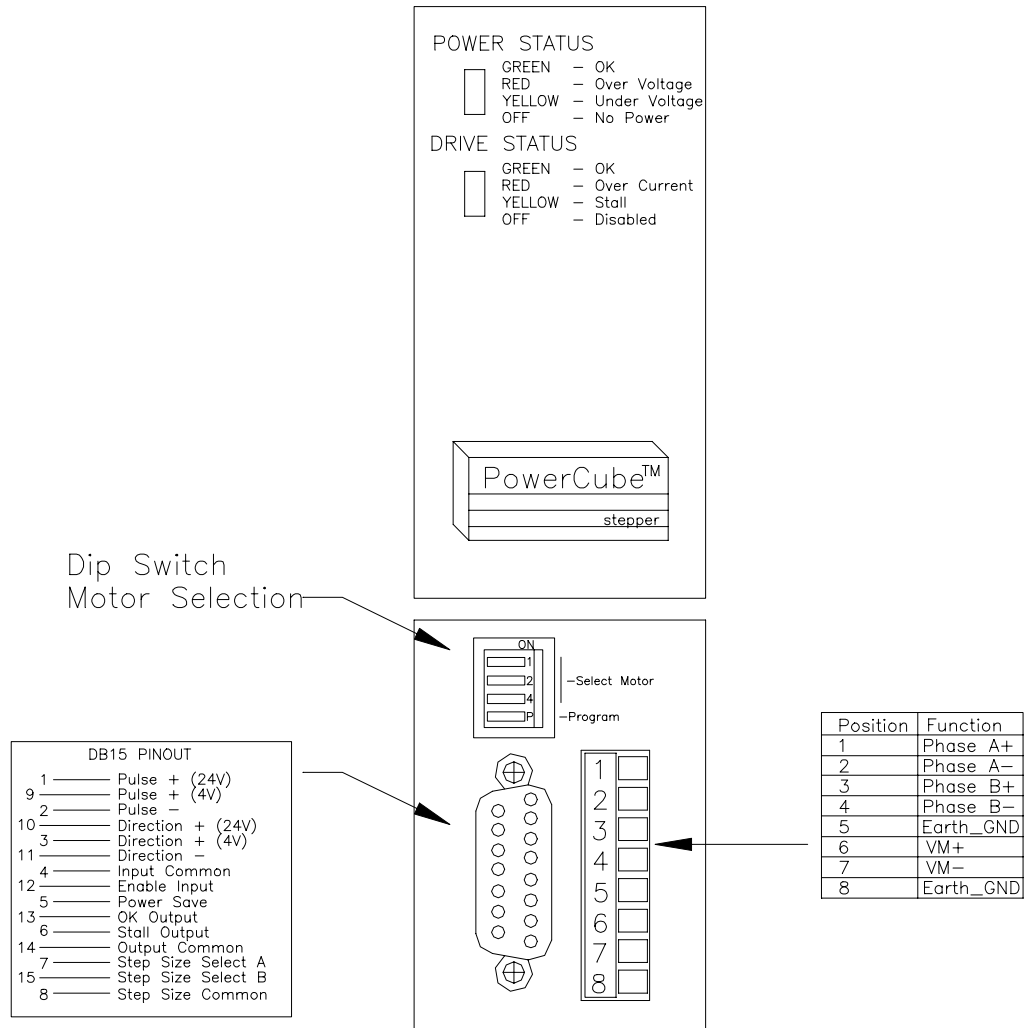 POWER STATUS
GREEN – OK
RED – Over Voltage
YELLOW – Under Voltage
OFF – No Power
DRIVE STATUS
GREEN – OK
RED – Over Current
YELLOW – Stall
OFF – Disabled
PowerCube™
stepper
Dip Switch
Motor Selection
ON
1
2
4
P
–Select Motor
–Program
DB15 PINOUT
1 Pulse + (24V)
9 Pulse + (4V)
2 Pulse –
10 Direction + (24V)
3 Direction + (4V)
11 Direction –
4 Input Common
12 Enable Input
5 Power Save
13 OK Output
6 Stall Output
14 Output Common
7 Step Size Select A
15 Step Size Select B
8 Step Size Common
1
2
3
4
5
6
7
8
Position Function
1 Phase A+
2 Phase A–
3 Phase B+
4 Phase B–
5 Earth_GND
6 VM+
7 VM–
8 Earth_GND